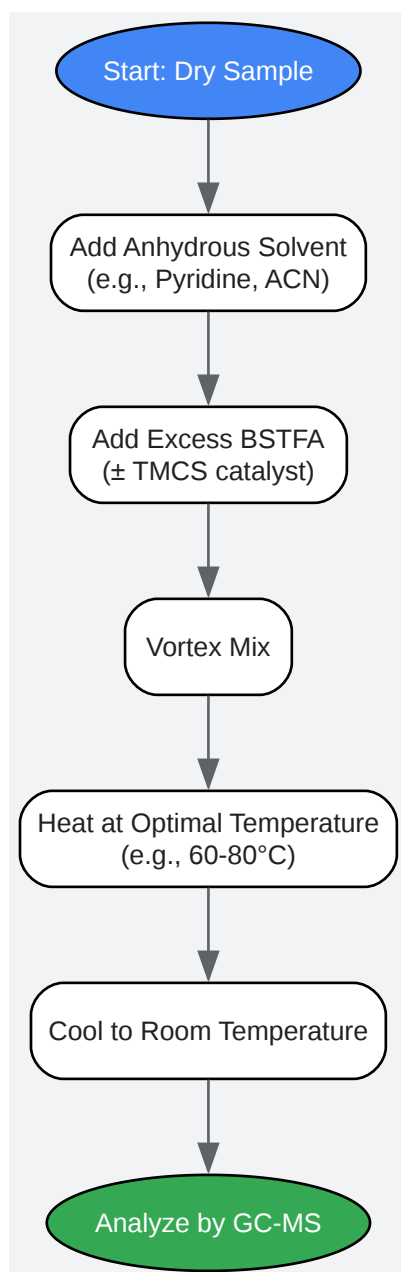 Start: Dry Sample
Add Anhydrous Solvent
(e.g., Pyridine, ACN)
Add Excess BSTFA
(± TMCS catalyst)
Vortex Mix
Heat at Optimal Temperature
(e.g., 60-80°C)
Cool to Room Temperature
Analyze by GC-MS